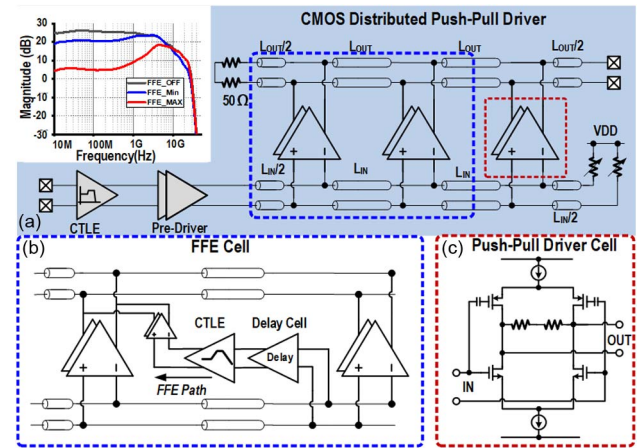 CMOS Distributed Push-Pull Driver
Magnitude (dB)
30
20
10
0
-10
-20
-30
FFE_OFF
FFE_Min
FFE_MAX
10M
100M
1G
10G
Frequency(Hz)
LOUT/2
LOUT
LOUT
LOUT/2
50 Ω
+
-
+
-
+
-
VDD
LIN/2
LIN
LIN
LIN/2
(a)
CTLE
Pre-Driver
(b)
FFE Cell
CTLE
Delay Cell
Delay
FFE Path
+
-
+
-
(c)
Push-Pull Driver Cell
IN
OUT